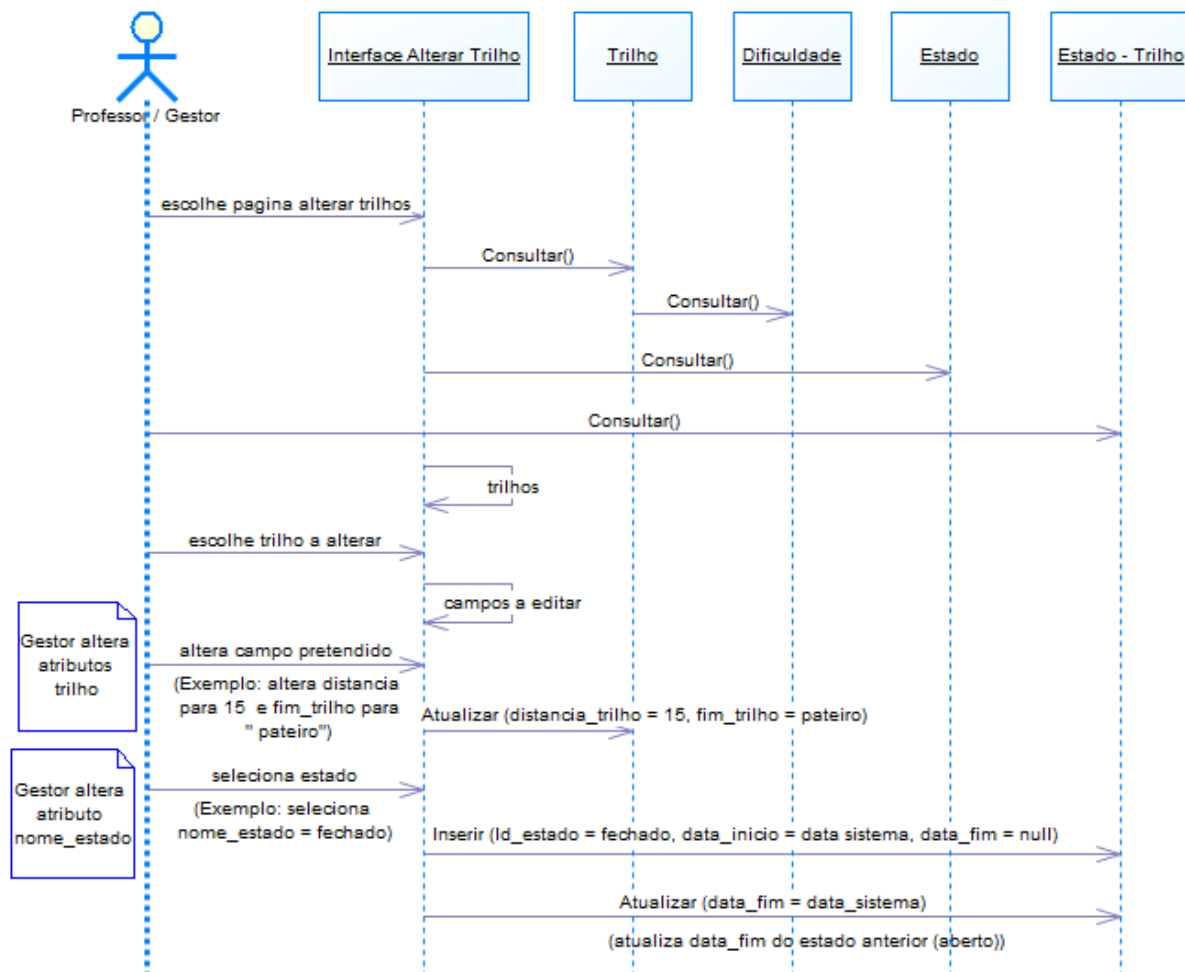 Interface Alterar Trilho
Trilho
Dificuldade
Estado
Estado - Trilho
Professor / Gestor
escolhe pagina alterar trilhos
Consultar()
Consultar()
Consultar()
Consultar()
trilhos
escolhe trilho a alterar
campos a editar
Gestor altera
atributos
trilho
altera campo pretendido
(Exemplo: altera distancia
para 15 e fim_trilho para
" pateiro")
Atualizar (distancia_trilho = 15, fim_trilho = pateiro)
Gestor altera
atributo
nome_estado
seleciona estado
(Exemplo: seleciona
nome_estado = fechado)
Inserir (Id_estado = fechado, data_inicio = data sistema, data_fim = null)
Atualizar (data_fim = data_sistema)
(atualiza data_fim do estado anterior (aberto))